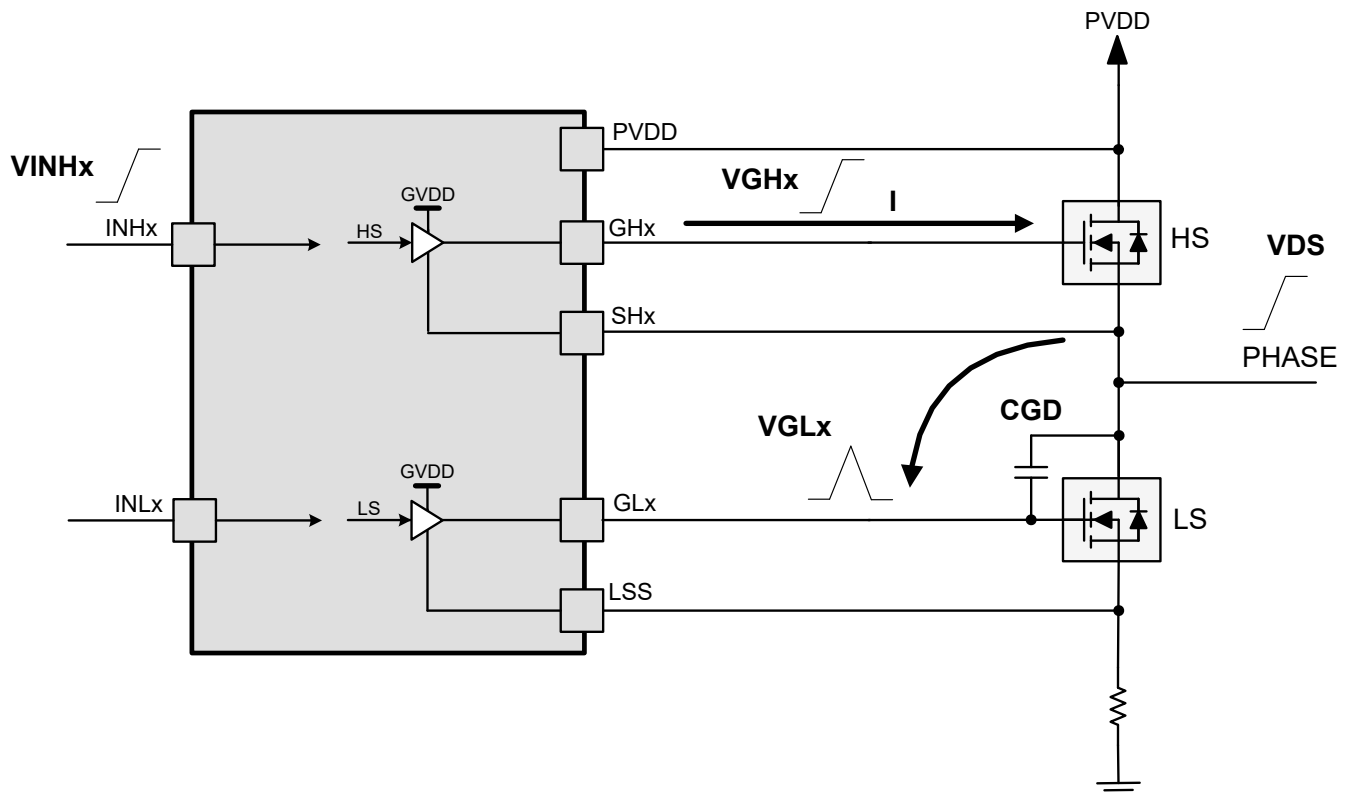 PVDD
PVDD
VINHx
VGHx
I
GVDD
INHx
HS
GHx
HS
VDS
SHx
PHASE
CGD
VGLx
GVDD
INLx
LS
GLx
LS
LSS